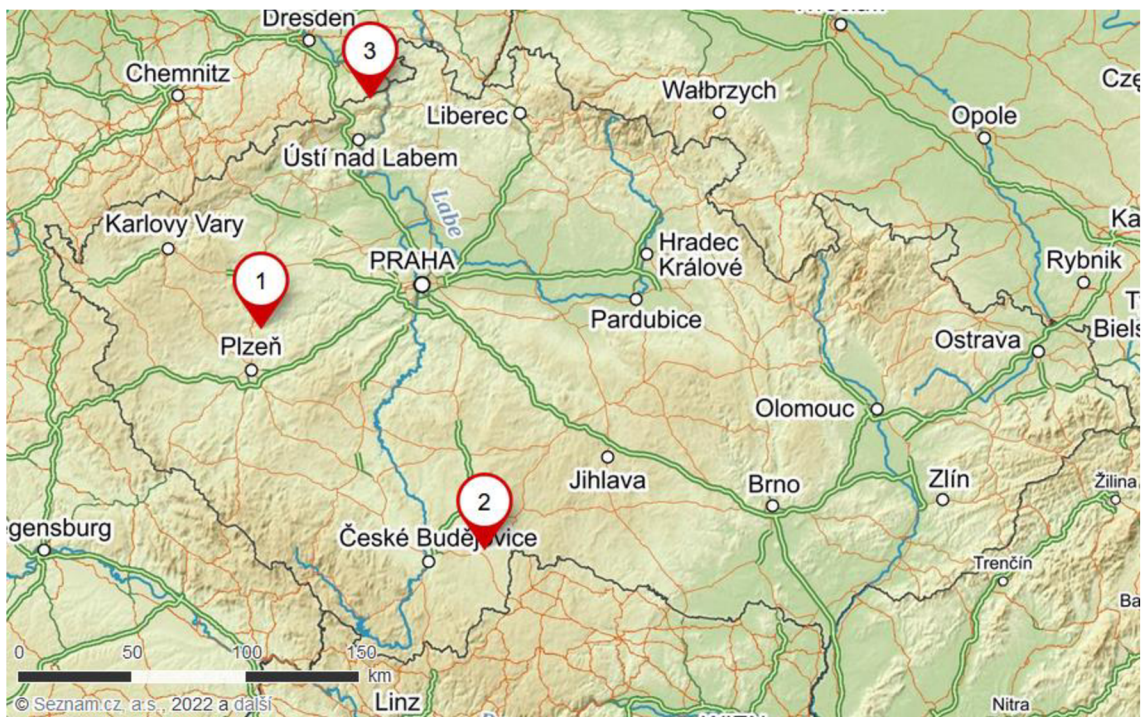 Dresden
3
Chemnitz
Liberec
Wałbrzych
Opole
Ústí nad Labem
Labe
Karlovy Vary
PRAHA
Hradec
Králové
Rybnik
1
Pardubice
Plzeň
Ostrava
Olomouc
Jihlava
Brno
Zlín
Žilina
2
České Budějovice
Trenčín
0 50 100 150
km
Linz
Nitra
© Seznam.cz, a.s., 2022 a další